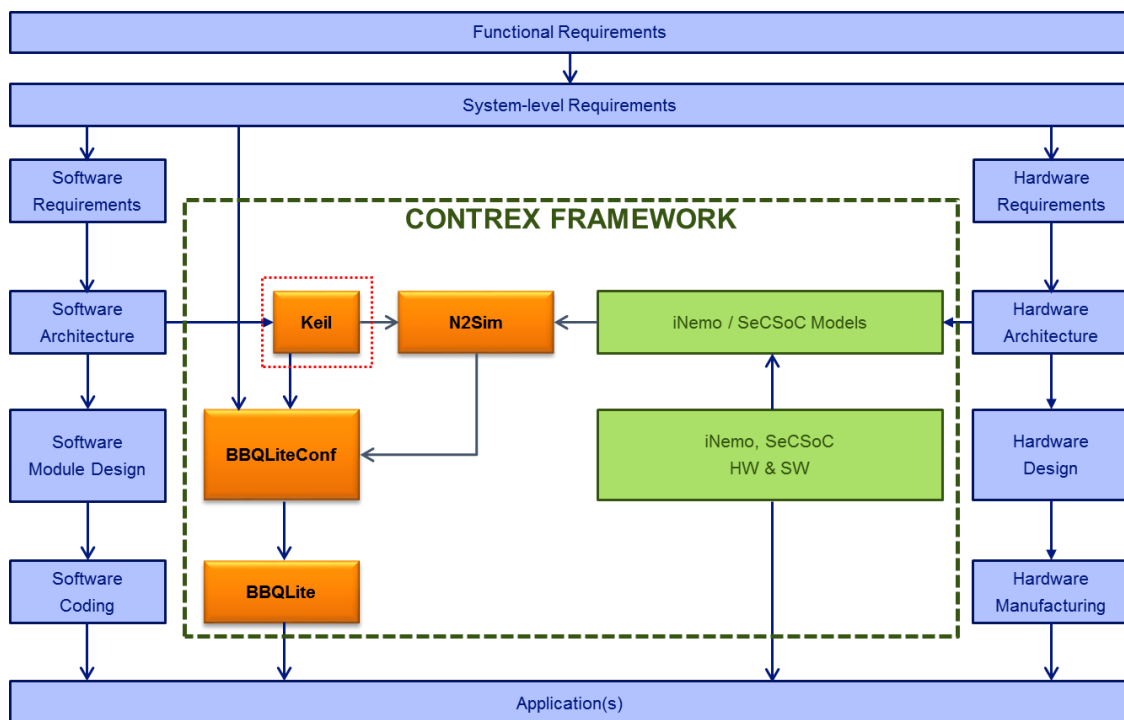 Functional Requirements
System-level Requirements
Software
Requirements
Hardware
Requirements
CONTREX FRAMEWORK
Software
Architecture
Keil
N2Sim
iNemo / SeCSoC Models
Hardware
Architecture
Software
Module Design
BBQLiteConf
iNemo, SeCSoC
HW & SW
Hardware
Design
Software
Coding
BBQLite
Hardware
Manufacturing
Application(s)